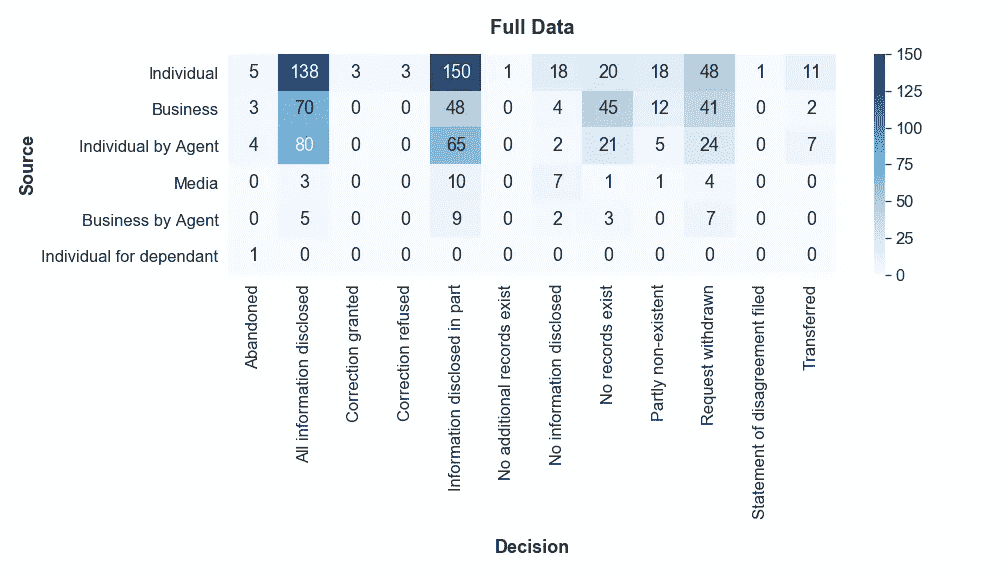 Full Data
Source
Individual 5 138 3 3 150 1 18 20 18 48 1 11
Business 3 70 0 0 48 0 4 45 12 41 0 2
Individual by Agent 4 80 0 0 65 0 2 21 5 24 0 7
Media 0 3 0 0 10 0 7 1 1 4 0 0
Business by Agent 0 5 0 0 9 0 2 3 0 7 0 0
Individual for dependant 1 0 0 0 0 0 0 0 0 0 0 0
Abandoned
All information disclosed
Correction granted
Correction refused
Information disclosed in part
No additional records exist
No information disclosed
No records exist
Partly non-existent
Request withdrawn
Statement of disagreement filed
Transferred
Decision
150
125
100
75
50
25
0